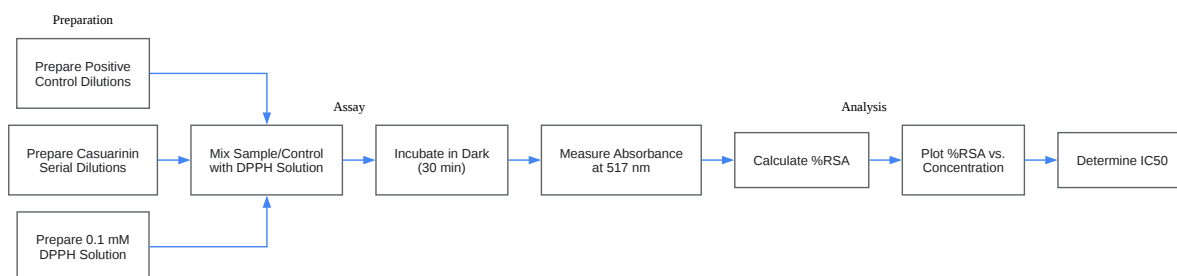 Preparation
Prepare Positive
Control Dilutions
Assay
Analysis
Prepare Casuarinin
Serial Dilutions
Mix Sample/Control
with DPPH Solution
Incubate in Dark
(30 min)
Measure Absorbance
at 517 nm
Calculate %RSA
Plot %RSA vs.
Concentration
Determine IC50
Prepare 0.1 mM
DPPH Solution